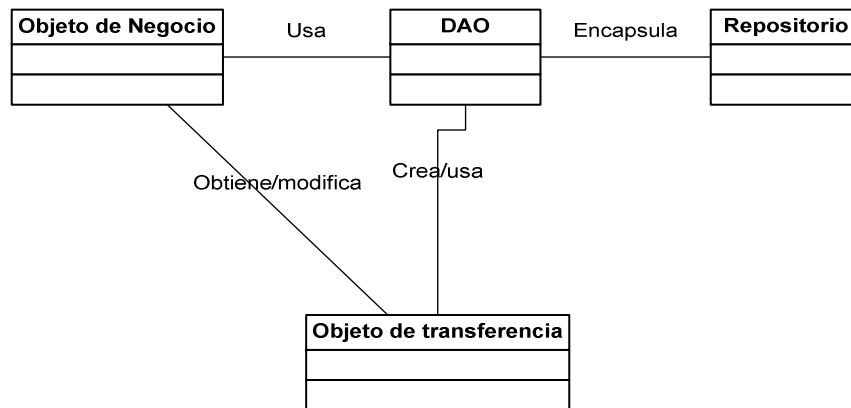 Objeto de Negocio
Usa
DAO
Encapsula
Repositorio
Obtiene/modifica
Crea/usa
Objeto de transferencia